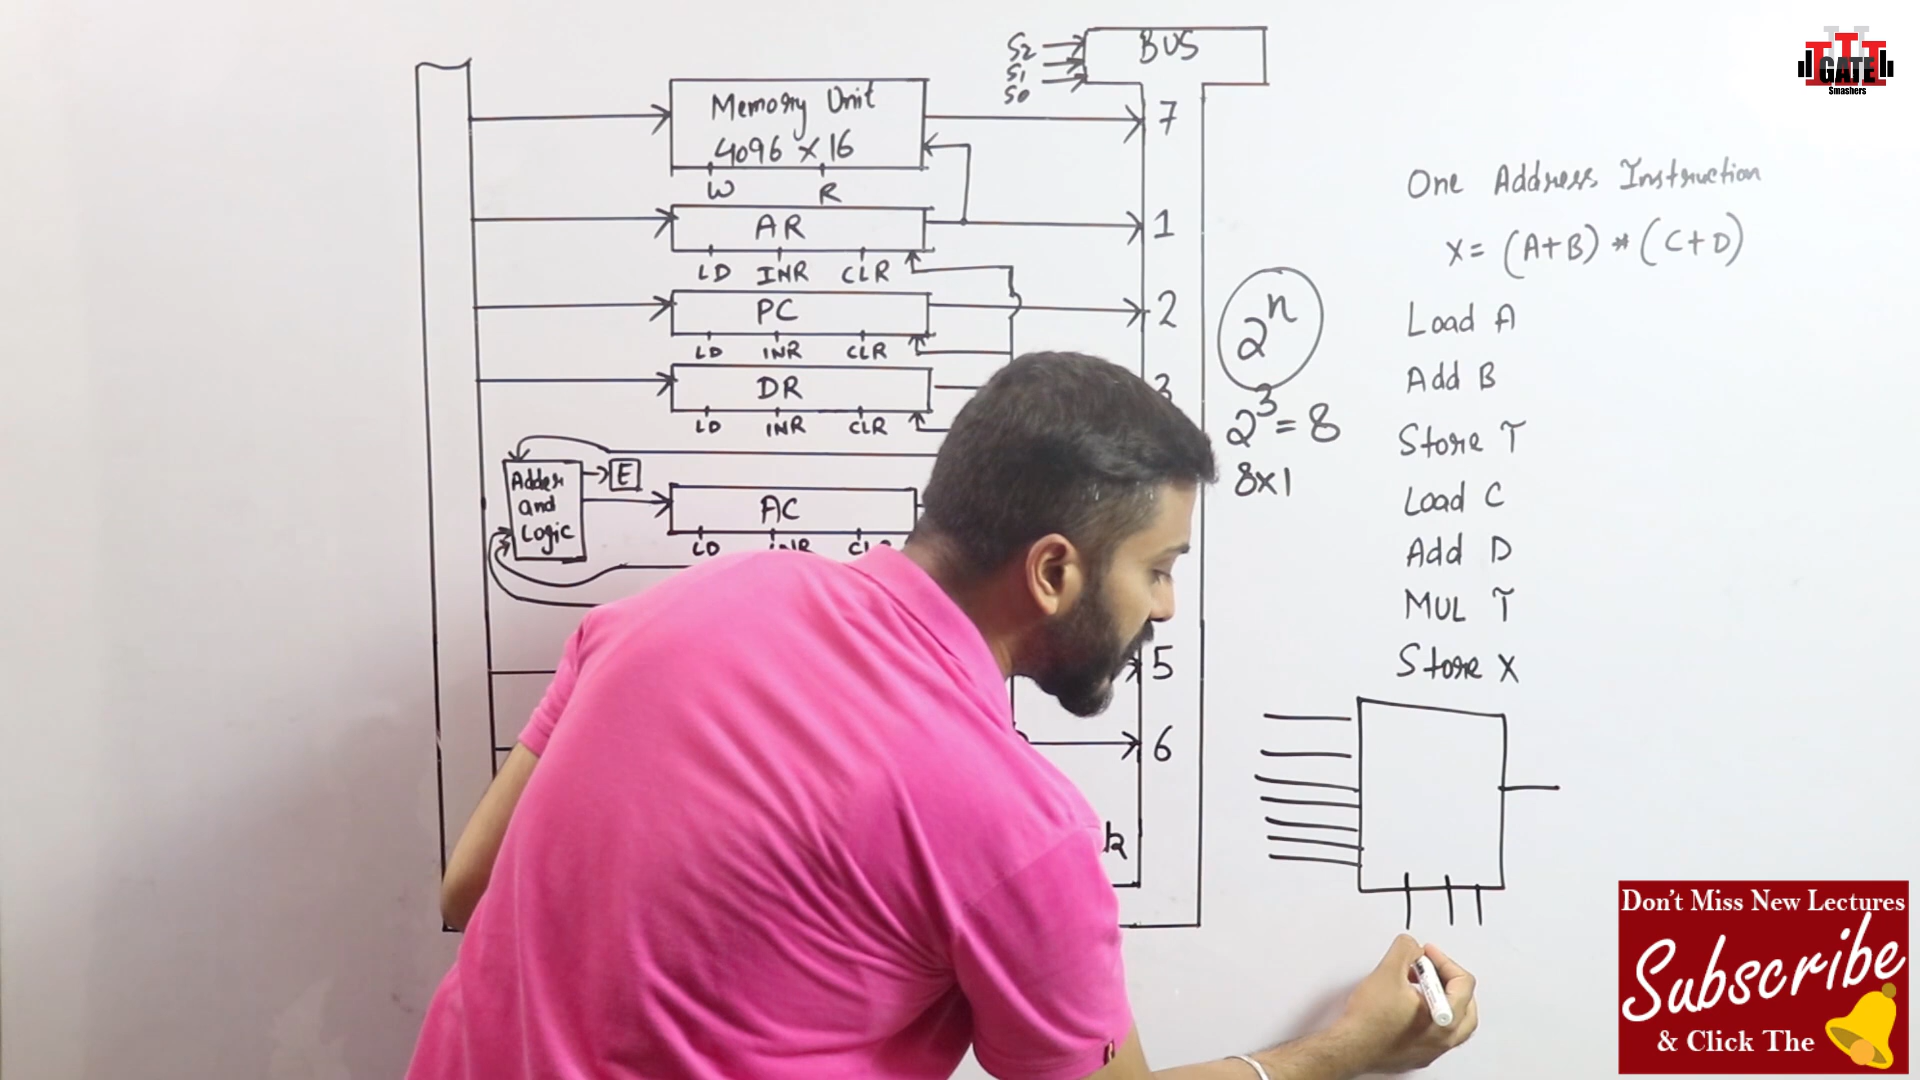 S2
S1
S0
BUS
Memory Unit
4096 × 16
W R
7
AR
1
LD INR CLR
PC
2
LD INR CLR
DR
3
LD INR CLR
Adder
and
Logic
E
AC
LD INR
5
6
2^n
2^3 = 8
8×1
One Address Instruction
X = (A+B) * (C+D)
Load A
Add B
Store T
Load C
Add D
MUL T
Store X
GATE
Smashers
Don't Miss New Lectures
Subscribe
& Click The